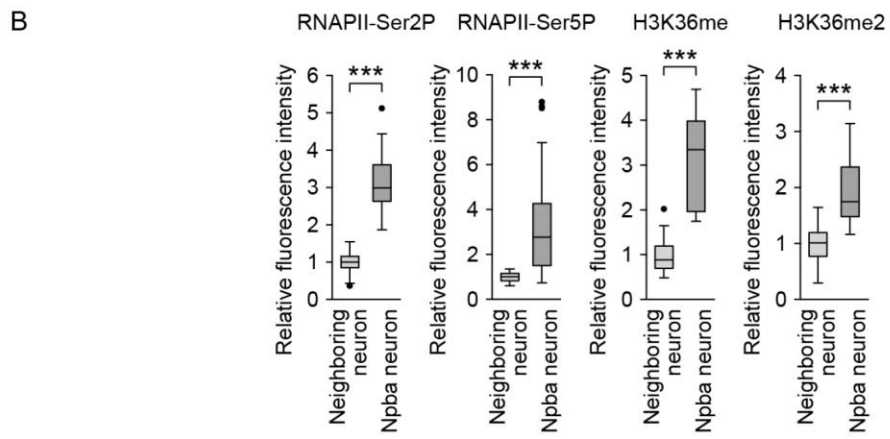 B
RNAPII-Ser2P
RNAPII-Ser5P
H3K36me
H3K36me2
Relative fluorescence intensity
6
5
4
3
2
1
0
***
Neighboring
neuron
Npba neuron
Relative fluorescence intensity
10
8
6
4
2
0
***
Neighboring
neuron
Npba neuron
Relative fluorescence intensity
5
4
3
2
1
0
***
Neighboring
neuron
Npba neuron
Relative fluorescence intensity
4
3
2
1
0
***
Neighboring
neuron
Npba neuron